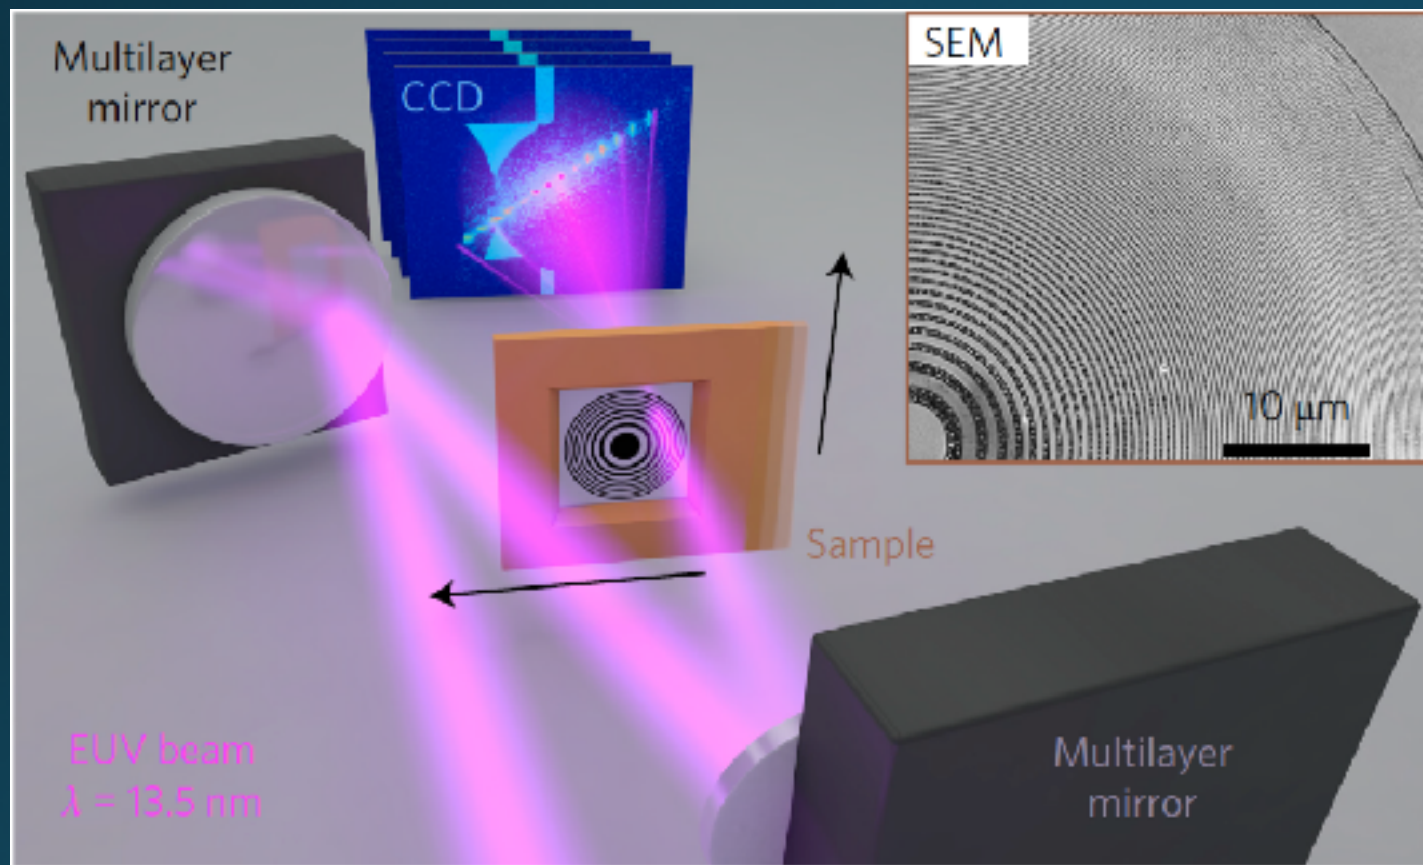 Multilayer
mirror
CCD
SEM
10 μm
Sample
EUV beam
λ = 13.5 nm
Multilayer
mirror